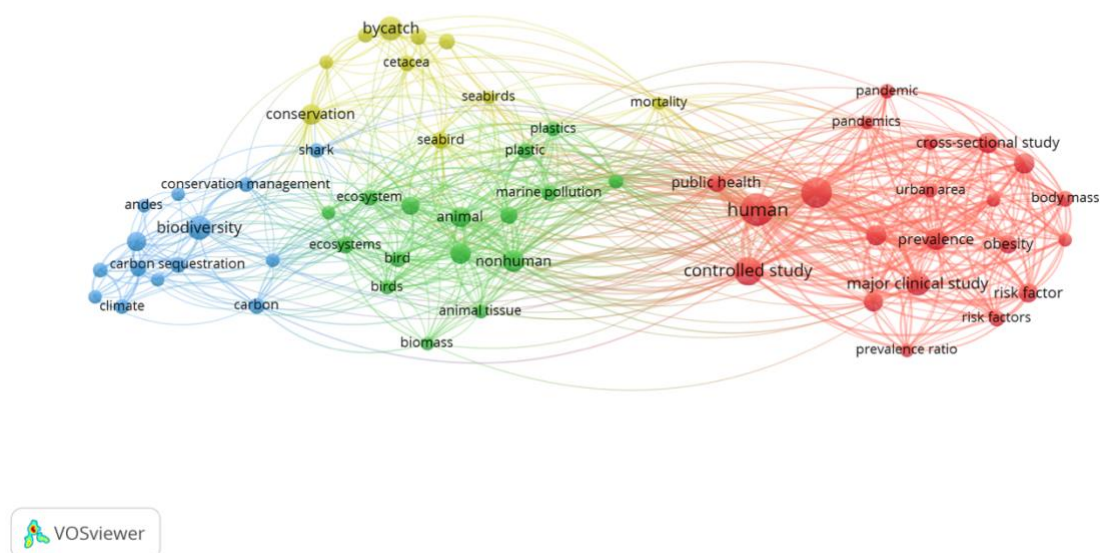 bycatch
cetacea
seabirds
mortality
pandemic
conservation
pandemics
plastics
seabird
cross-sectional study
shark
plastic
conservation management
public health
marine pollution
urban area
ecosystem
body mass
andes
human
animal
biodiversity
prevalence
obesity
ecosystems
bird
nonhuman
carbon sequestration
controlled study
birds
major clinical study
risk factor
climate
carbon
animal tissue
risk factors
biomass
prevalence ratio
VOSviewer